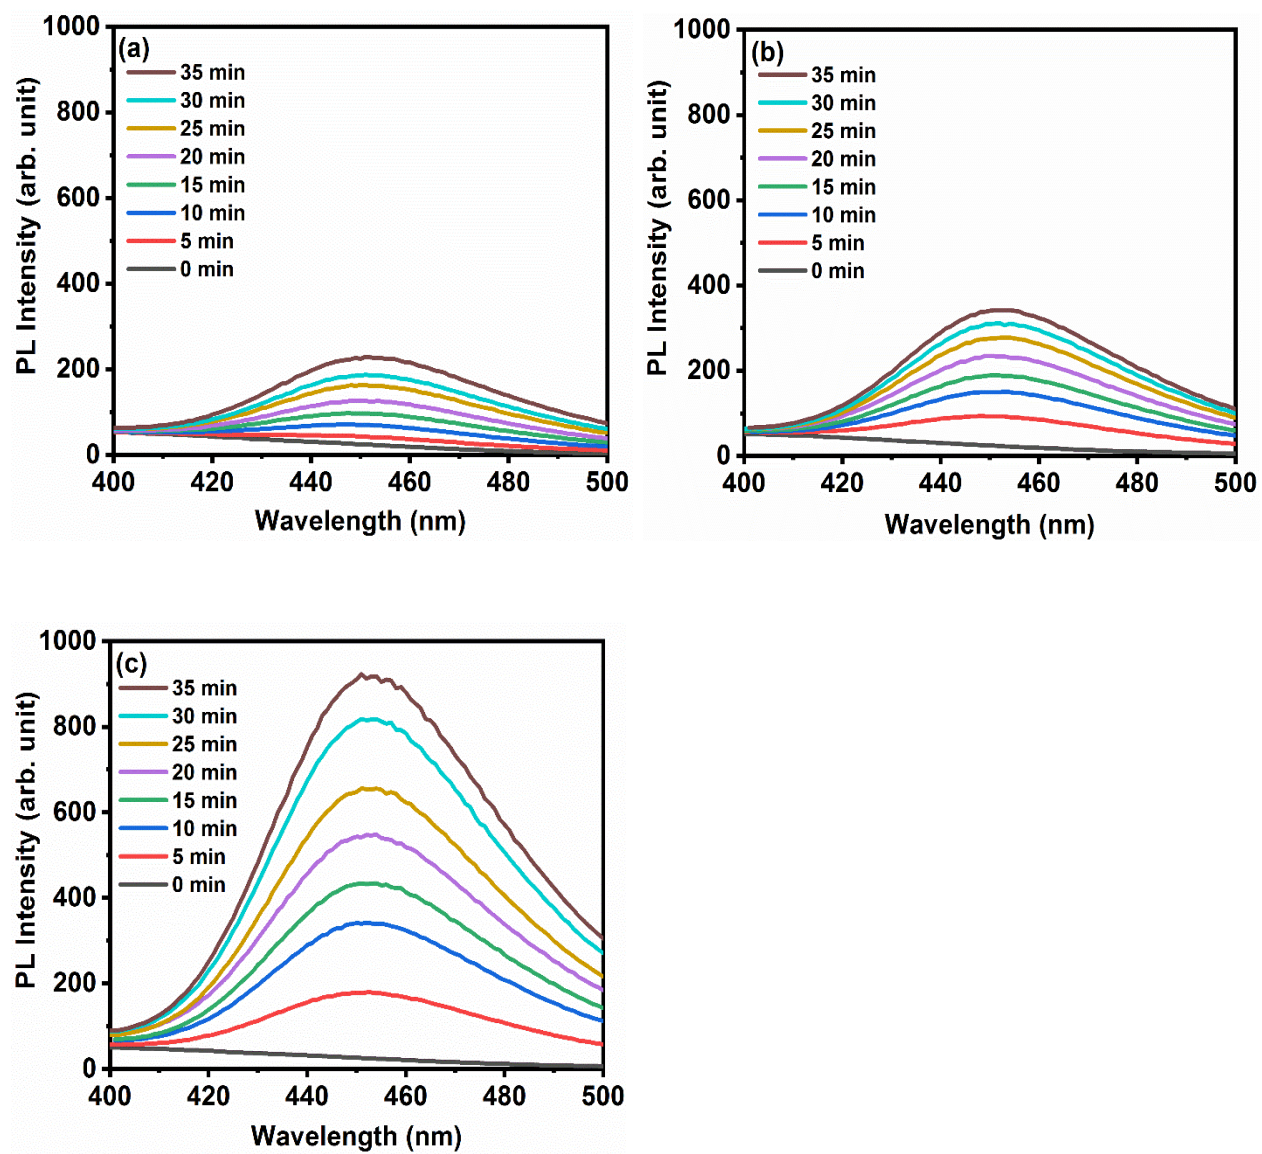 (a)
35 min
30 min
25 min
20 min
15 min
10 min
5 min
0 min
1000
800
600
400
200
0
PL Intensity (arb. unit)
400 420 440 460 480 500
Wavelength (nm)
(b)
35 min
30 min
25 min
20 min
15 min
10 min
5 min
0 min
1000
800
600
400
200
0
PL Intensity (arb. unit)
400 420 440 460 480 500
Wavelength (nm)
(c)
35 min
30 min
25 min
20 min
15 min
10 min
5 min
0 min
1000
800
600
400
200
0
PL Intensity (arb. unit)
400 420 440 460 480 500
Wavelength (nm)